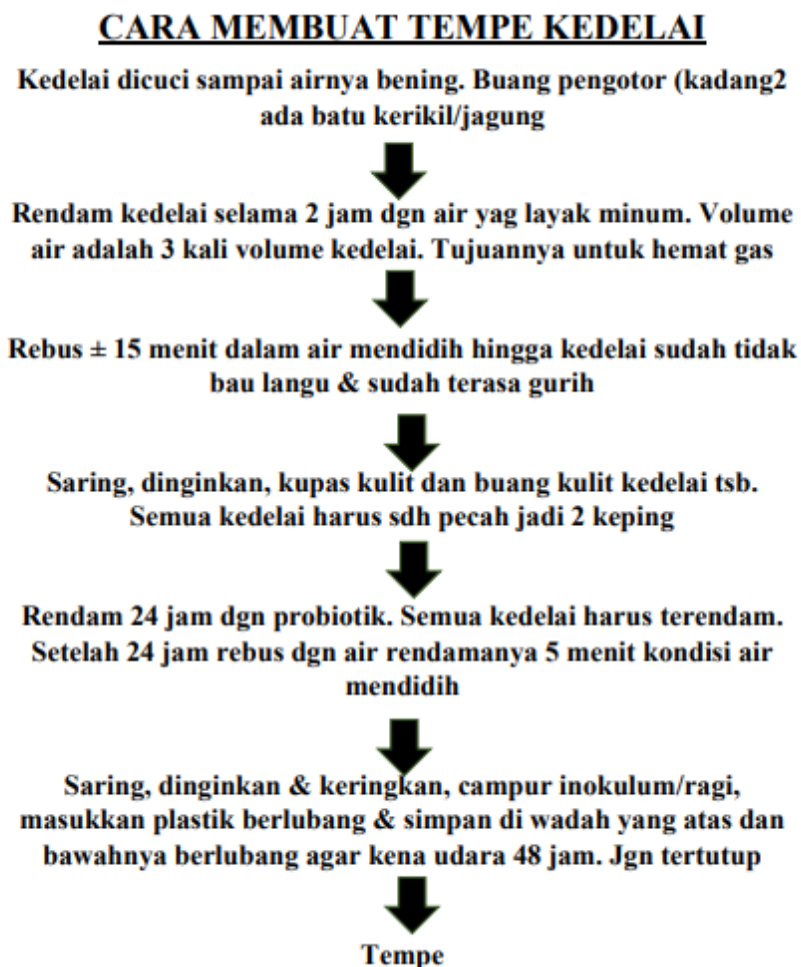 CARA MEMBUAT TEMPE KEDELAI
Kedelai dicuci sampai airnya bening. Buang pengotor (kadang2
ada batu kerikil/jagung
Rendam kedelai selama 2 jam dgn air yag layak minum. Volume
air adalah 3 kali volume kedelai. Tujuannya untuk hemat gas
Rebus ± 15 menit dalam air mendidih hingga kedelai sudah tidak
bau langu & sudah terasa gurih
Saring, dinginkan, kupas kulit dan buang kulit kedelai tsb.
Semua kedelai harus sdh pecah jadi 2 keping
Rendam 24 jam dgn probiotik. Semua kedelai harus terendam.
Setelah 24 jam rebus dgn air rendamanya 5 menit kondisi air
mendidih
Saring, dinginkan & keringkan, campur inokulum/ragi,
masukkan plastik berlubang & simpan di wadah yang atas dan
bawahnya berlubang agar kena udara 48 jam. Jgn tertutup
Tempe